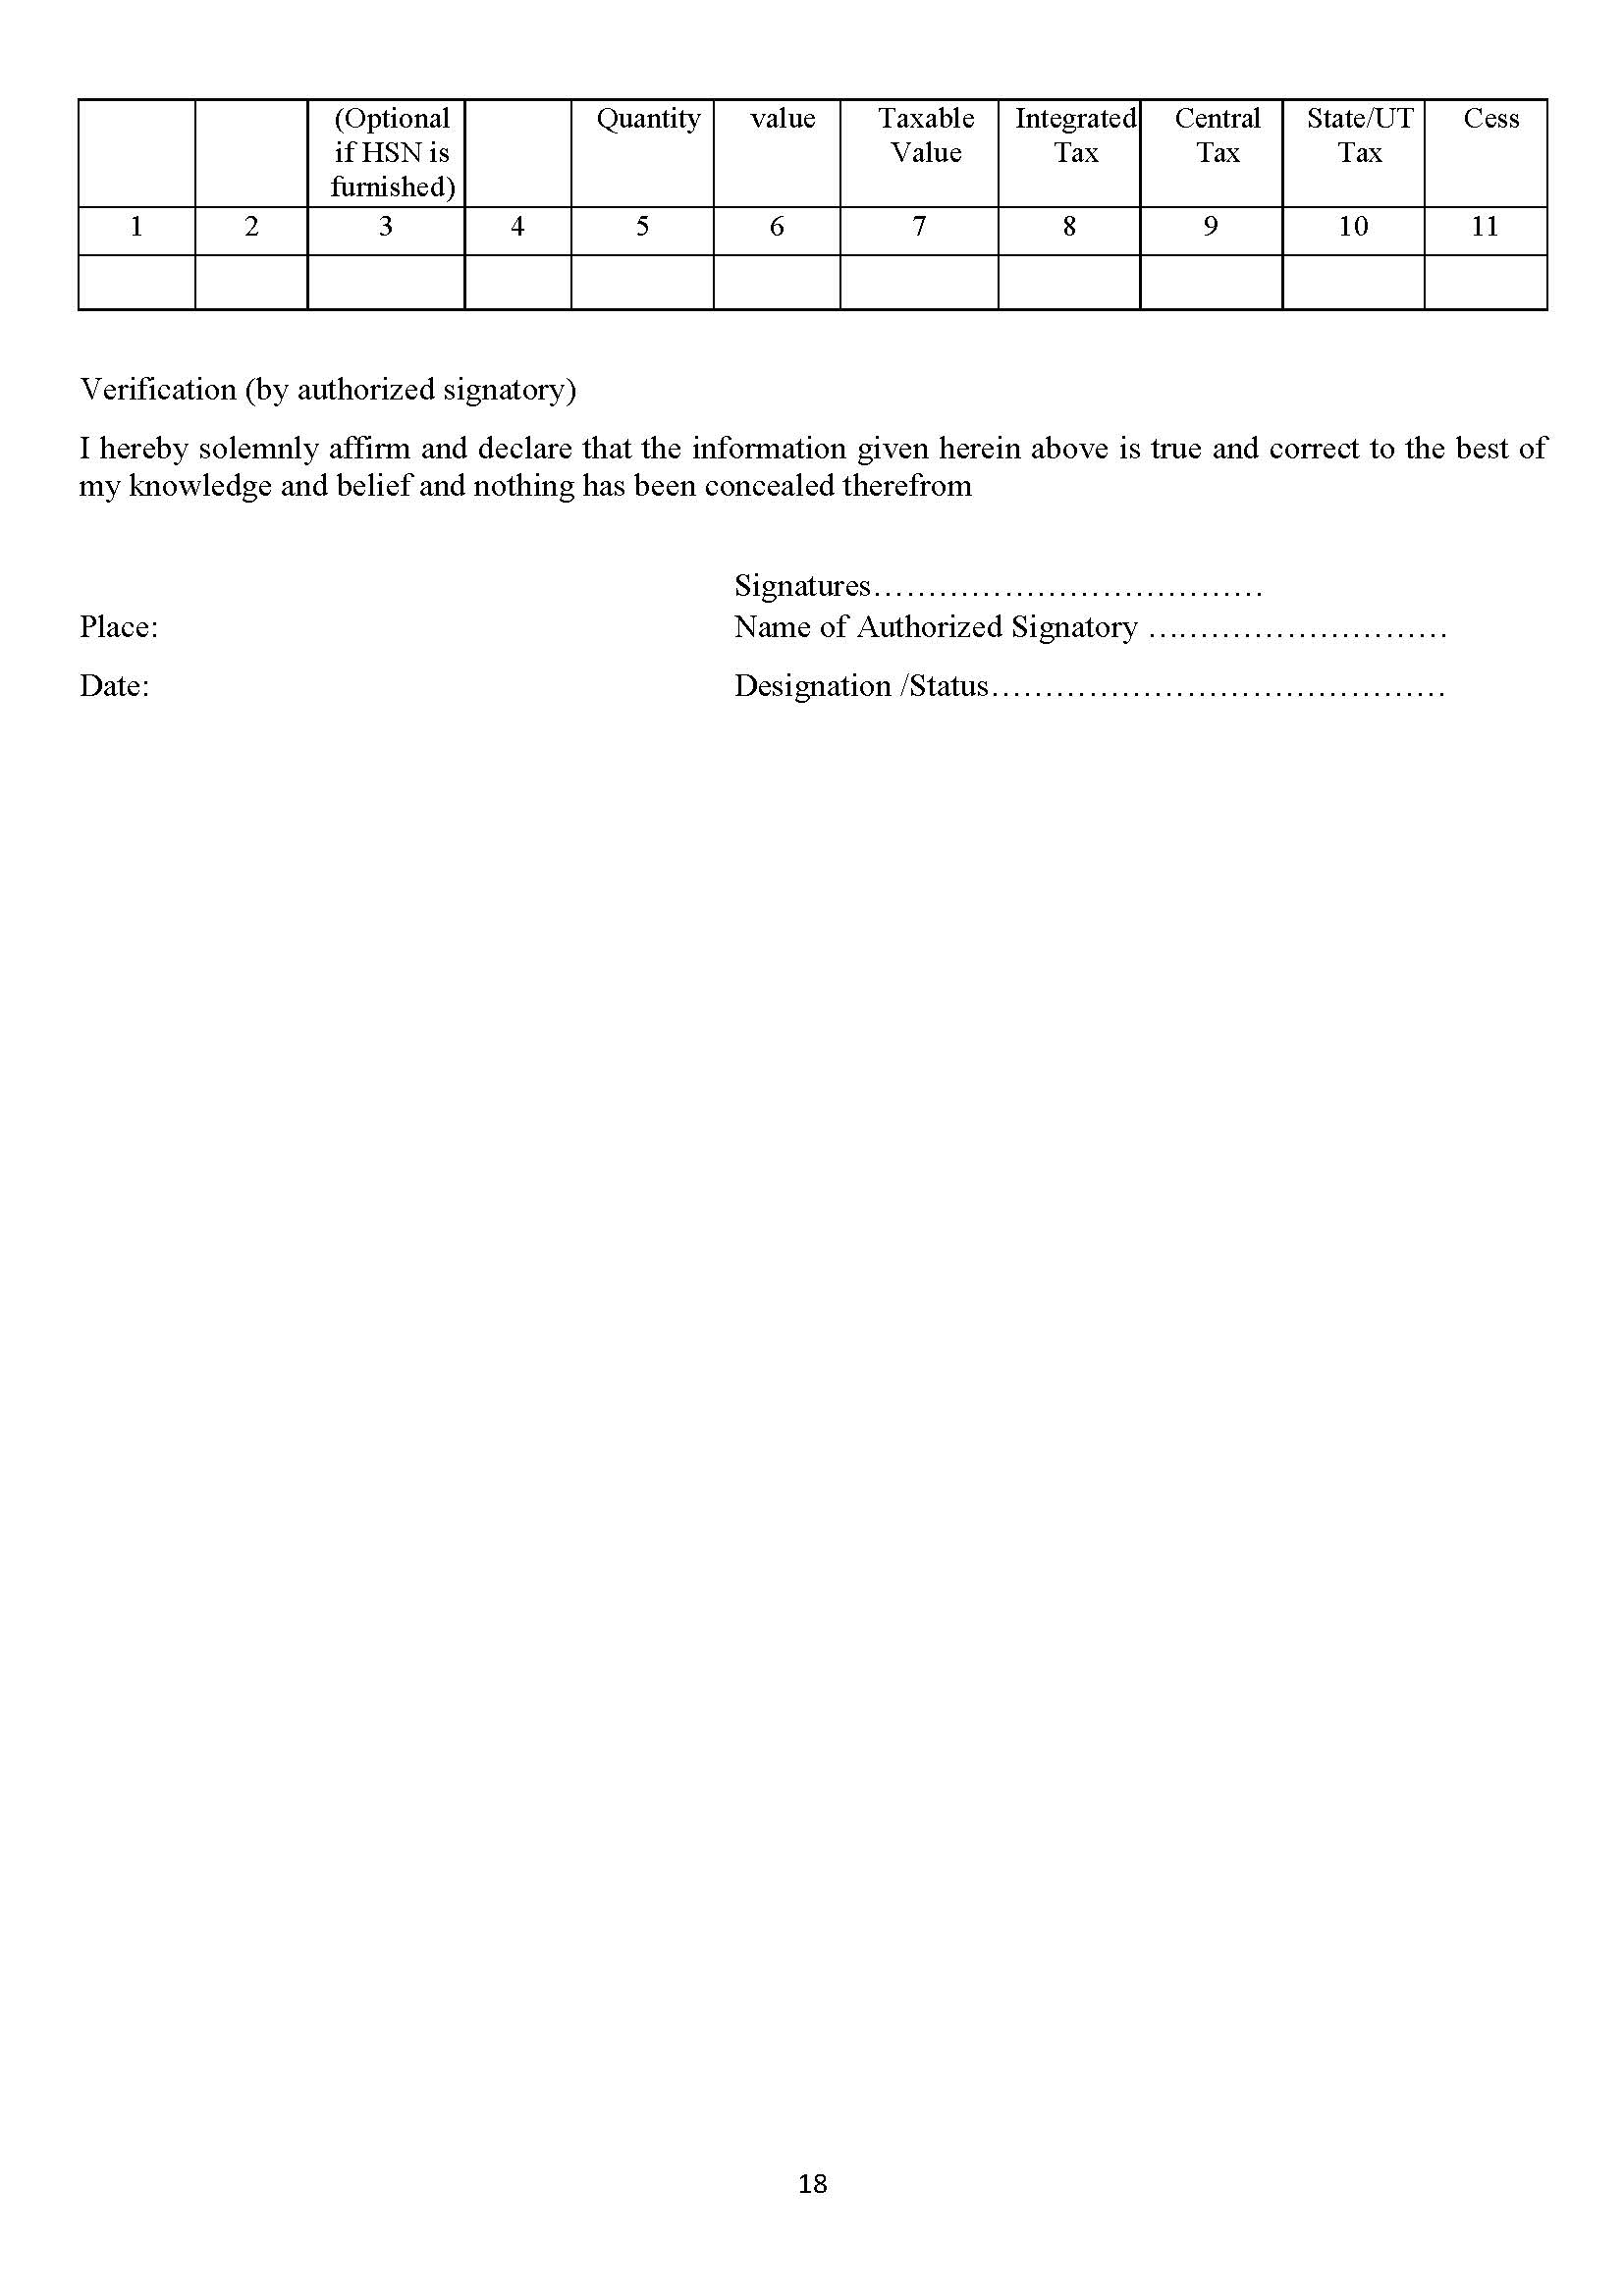 (Optional Quantity value Taxable Integrated Central State/UT Cess
if HSN is Value Tax Tax Tax
furnished)
1 2 3 4 5 6 7 8 9 10 11
Verification (by authorized signatory)
I hereby solemnly affirm and declare that the information given herein above is true and correct to the best of
my knowledge and belief and nothing has been concealed therefrom
Signatures……………………………….
Place: Name of Authorized Signatory ……………………….
Date: Designation /Status……………………………………
18